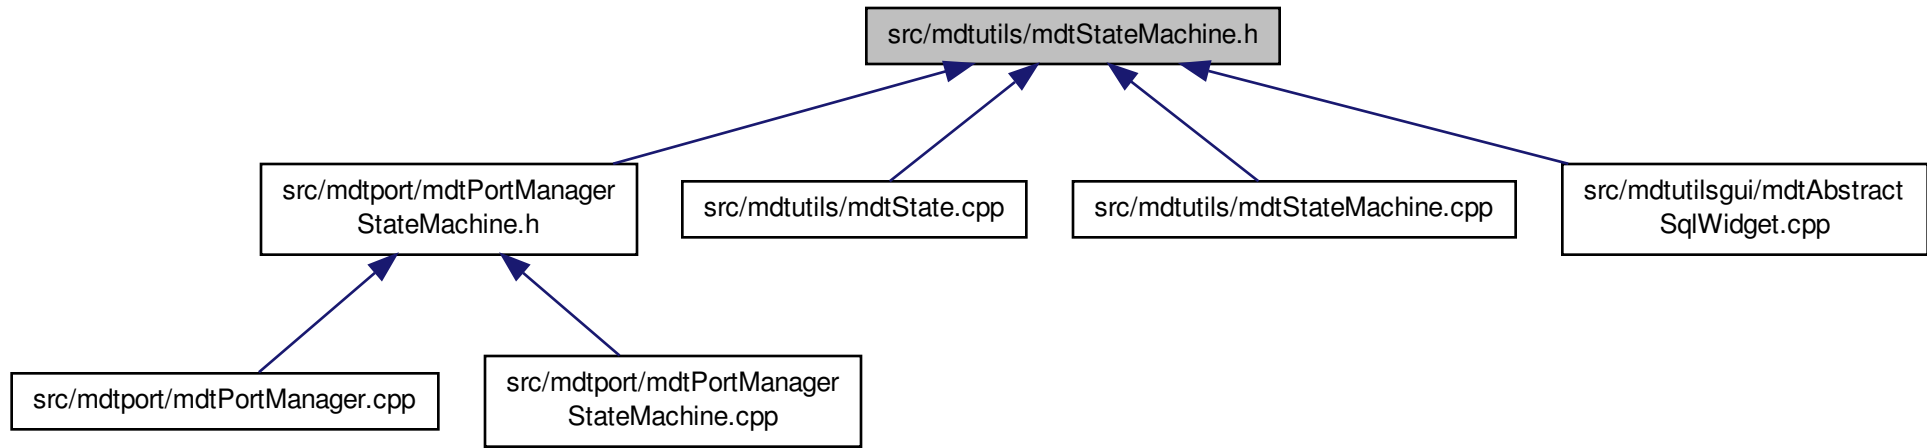 src/mdtutils/mdtStateMachine.h
src/mdtport/mdtPortManager
StateMachine.h
src/mdtutils/mdtState.cpp
src/mdtutils/mdtStateMachine.cpp
src/mdtutilsgui/mdtAbstract
SqlWidget.cpp
src/mdtport/mdtPortManager.cpp
src/mdtport/mdtPortManager
StateMachine.cpp